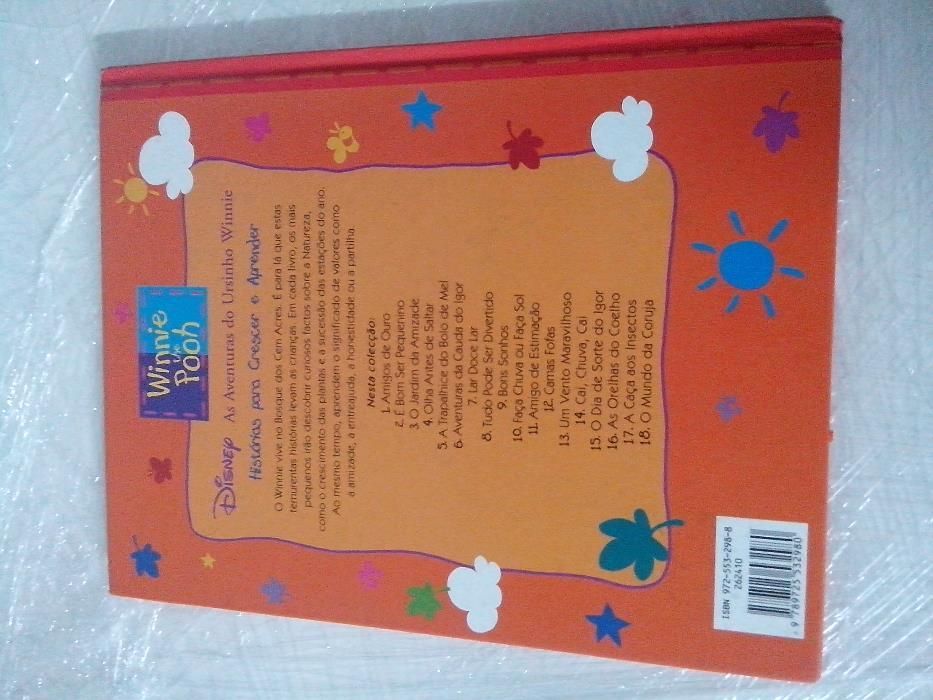 Winnie
the
Pooh
Disney As Aventuras do Ursinho Winnie
Histórias para Crescer e Aprender
O Winnie vive no Bosque dos Cem Acres. É para lá que estas
ternurentas histórias levam as crianças. Em cada livro, os mais
pequenos irão descobrir curiosos factos sobre a Natureza,
como o crescimento das plantas e a sucessão das estações do ano.
Ao mesmo tempo, aprendem o significado de valores como
a amizade, a entreajuda, a honestidade ou a partilha.
Nesta colecção:
1. Amigos de Ouro
2. É Bom Ser Pequenino
3. O Jardim da Amizade
4. Olha Antes de Saltar
5. A Trapalhice do Bolo de Mel
6. Aventuras da Cauda do Igor
7. Lar Doce Lar
8. Tudo Pode Ser Divertido
9. Bons Sonhos
10. Faça Chuva ou Faça Sol
11. Amigo de Estimação
12. Camas Fofas
13. Um Vento Maravilhoso
14. Cai, Chuva, Cai
15. O Dia de Sorte do Igor
16. As Orelhas do Coelho
17. A Caça aos Insectos
18. O Mundo da Coruja
ISBN 972-553-298-8
262410
9 789725 532980